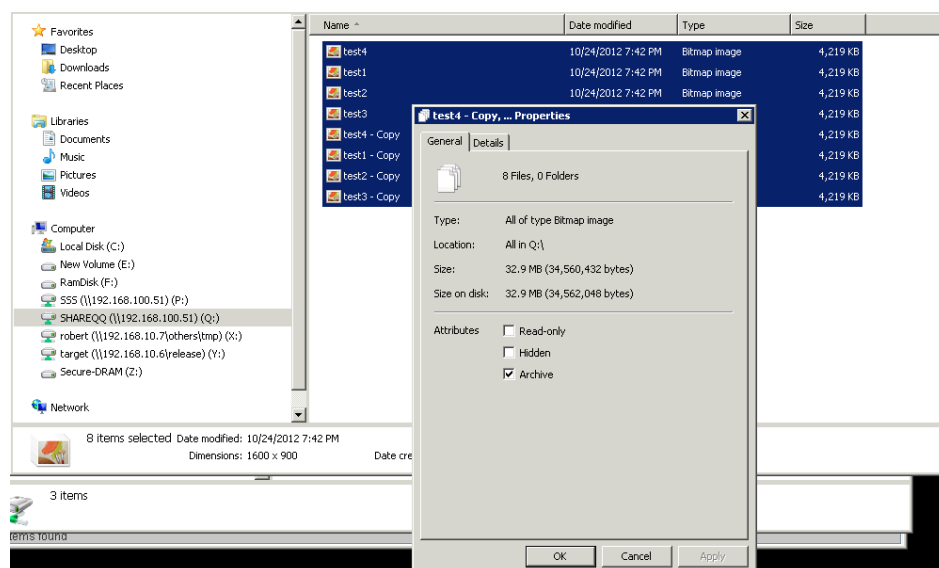 Favorites
Desktop
Downloads
Recent Places
Libraries
Documents
Music
Pictures
Videos
Computer
Local Disk (C:)
New Volume (E:)
RamDisk (F:)
SSS (\\192.168.100.51) (P:)
SHAREQQ (\\192.168.100.51) (Q:)
robert (\\192.168.10.7\others\tmp) (X:)
target (\\192.168.10.6\release) (Y:)
Secure-DRAM (Z:)
Network
Name Date modified Type Size
test4 10/24/2012 7:42 PM Bitmap image 4,219 KB
test1 10/24/2012 7:42 PM Bitmap image 4,219 KB
test2 10/24/2012 7:42 PM Bitmap image 4,219 KB
test3 4,219 KB
test4 - Copy 4,219 KB
test1 - Copy 4,219 KB
test2 - Copy 4,219 KB
test3 - Copy 4,219 KB
test4 - Copy, ... Properties
General Details
8 Files, 0 Folders
Type: All of type Bitmap image
Location: All in Q:\
Size: 32.9 MB (34,560,432 bytes)
Size on disk: 32.9 MB (34,562,048 bytes)
Attributes Read-only
Hidden
Archive
OK Cancel Apply
8 items selected Date modified: 10/24/2012 7:42 PM
Dimensions: 1600 x 900 Date cre
3 items
ems found